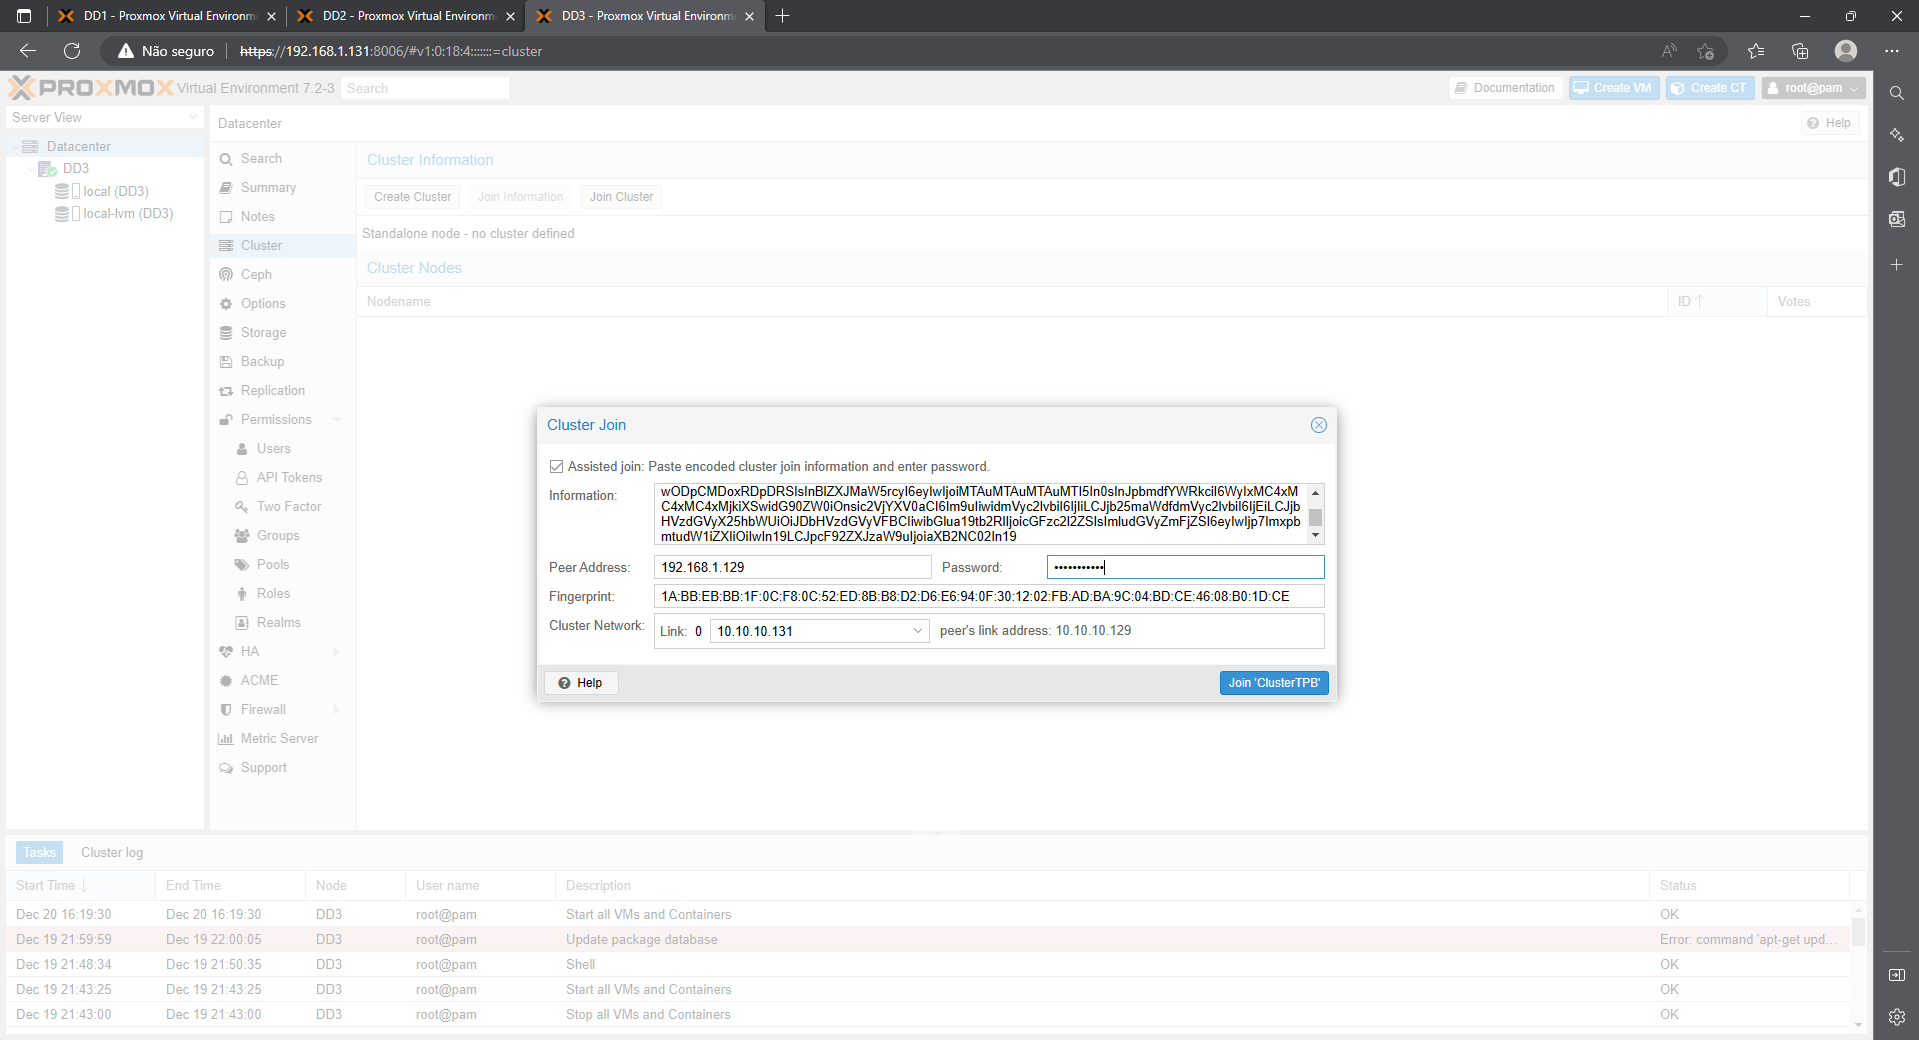 DD1 - Proxmox Virtual Environm
DD2 - Proxmox Virtual Environm
DD3 - Proxmox Virtual Environm
Não seguro
https://192.168.1.131:8006/#v1:0:18:4:::::::=cluster
PROXMOX Virtual Environment 7.2-3
Search
Documentation
Create VM
Create CT
root@pam
Server View
Datacenter
DD3
local (DD3)
local-lvm (DD3)
Datacenter
Help
Search
Summary
Notes
Cluster
Ceph
Options
Storage
Backup
Replication
Permissions
Users
API Tokens
Two Factor
Groups
Pools
Roles
Realms
HA
ACME
Firewall
Metric Server
Support
Cluster Information
Create Cluster
Join Information
Join Cluster
Standalone node - no cluster defined
Cluster Nodes
Nodename
ID
Votes
Cluster Join
Assisted join: Paste encoded cluster join information and enter password.
Information:
Peer Address:
192.168.1.129
Password:
Fingerprint:
1A:BB:EB:BB:1F:0C:F8:0C:52:ED:8B:B8:D2:D6:E6:94:0F:30:12:02:FB:AD:BA:9C:04:BD:CE:46:08:B0:1D:CE
Cluster Network:
Link: 0
10.10.10.131
peer's link address: 10.10.10.129
Help
Join 'ClusterTPB'
Tasks
Cluster log
Start Time End Time Node User name Description Status
Dec 20 16:19:30 Dec 20 16:19:30 DD3 root@pam Start all VMs and Containers OK
Dec 19 21:59:59 Dec 19 22:00:05 DD3 root@pam Update package database Error: command 'apt-get upd...
Dec 19 21:48:34 Dec 19 21:50:35 DD3 root@pam Shell OK
Dec 19 21:43:25 Dec 19 21:43:25 DD3 root@pam Start all VMs and Containers OK
Dec 19 21:43:00 Dec 19 21:43:00 DD3 root@pam Stop all VMs and Containers OK